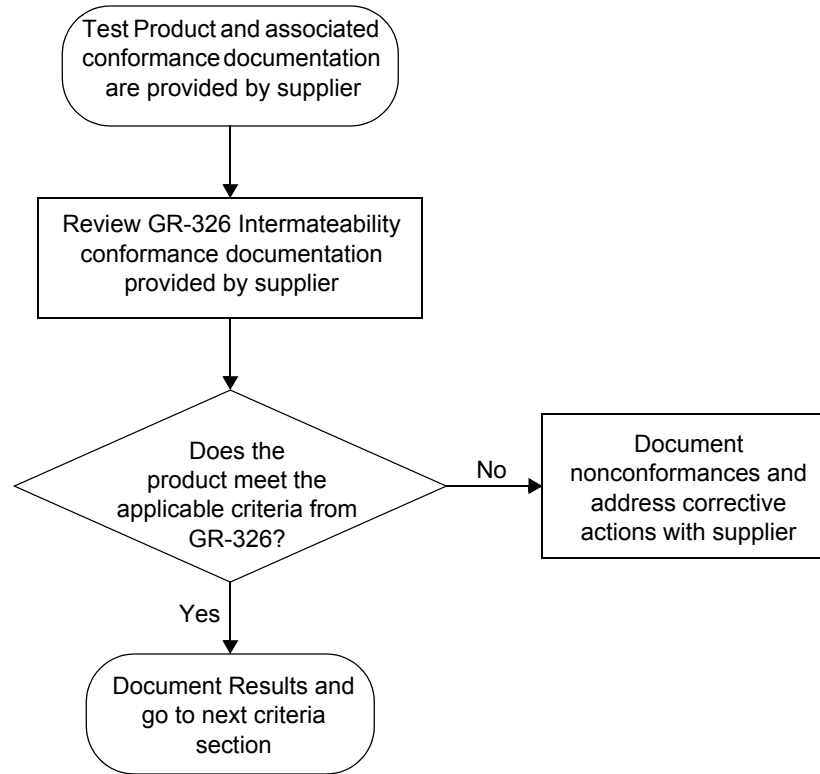 Test Product and associated
conformance documentation
are provided by supplier
Review GR-326 Intermateability
conformance documentation
provided by supplier
Does the
product meet the
applicable criteria from
GR-326?
No
Document
nonconformances and
address corrective
actions with supplier
Yes
Document Results and
go to next criteria
section